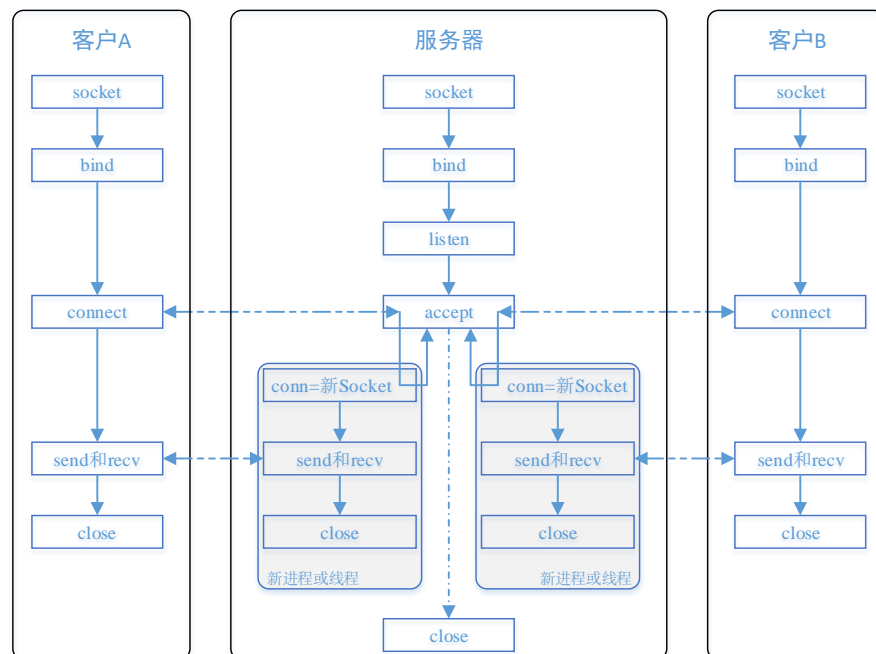 客户A
socket
bind
connect
send和recv
close
服务器
socket
bind
listen
accept
conn=新Socket
send和recv
close
新进程或线程
conn=新Socket
send和recv
close
新进程或线程
close
客户B
socket
bind
connect
send和recv
close